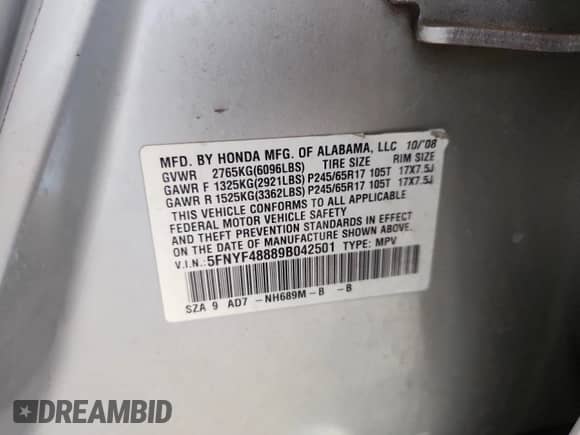 MFD. BY HONDA MFG. OF ALABAMA, LLC 10/'08
GVWR 2765KG(6096LBS) TIRE SIZE RIM SIZE
GAWR F 1325KG(2921LBS) P245/65R17 105T 17X7.5J
GAWR R 1525KG(3362LBS) P245/65R17 105T 17X7.5J
THIS VEHICLE CONFORMS TO ALL APPLICABLE
FEDERAL MOTOR VEHICLE SAFETY
AND THEFT PREVENTION STANDARDS IN EFFECT
ON THE DATE OF MANUFACTURE SHOWN ABOVE.
V.I.N.: 5FNYF48889B042501 TYPE: MPV
SZA 9 AD7 -NH689M-B -B
DREAMBID